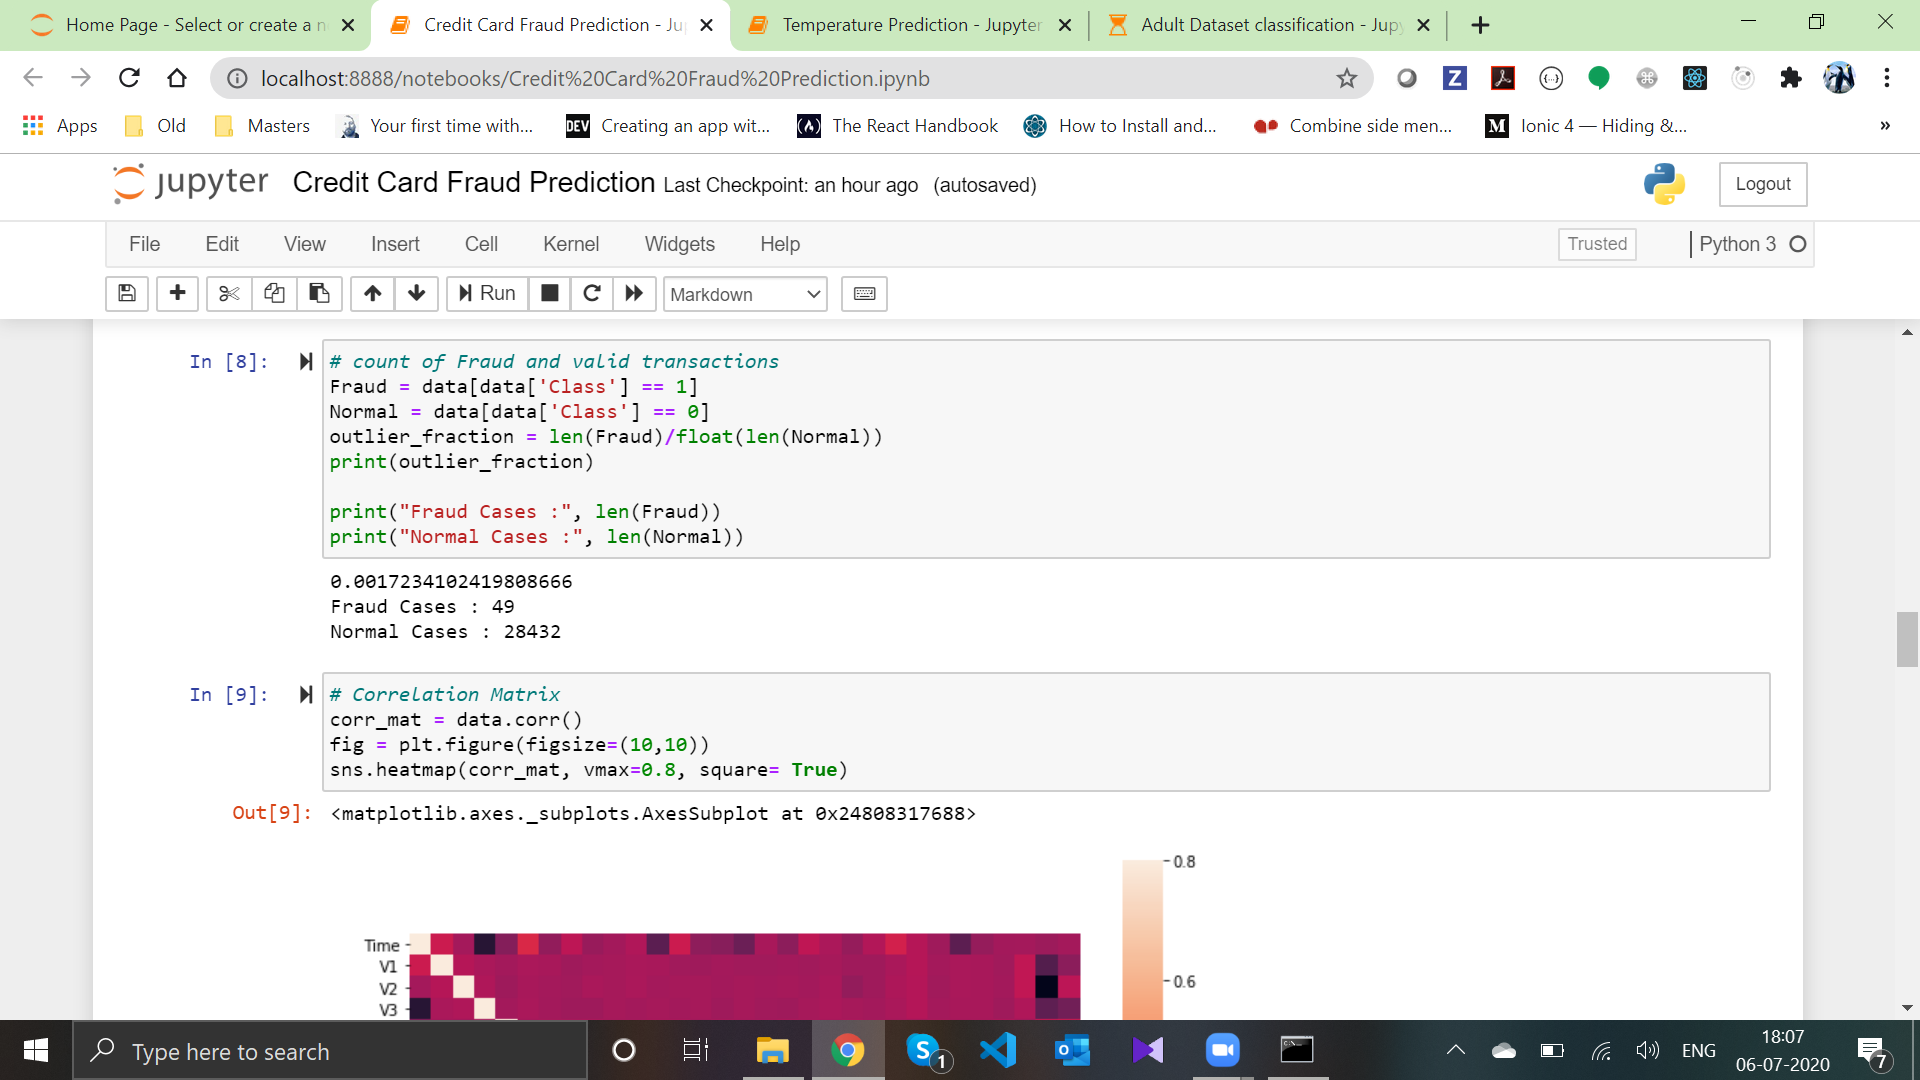 Home Page - Select or create a n
Credit Card Fraud Prediction - Ju
Temperature Prediction - Jupyter
Adult Dataset classification - Jupy
localhost:8888/notebooks/Credit%20Card%20Fraud%20Prediction.ipynb
Apps
Old
Masters
Your first time with...
DEV
Creating an app wit...
The React Handbook
How to Install and...
Combine side men...
M
Ionic 4 — Hiding &...
»
jupyter
Credit Card Fraud Prediction Last Checkpoint: an hour ago (autosaved)
Logout
File Edit View Insert Cell Kernel Widgets Help
Trusted
Python 3
Run
Markdown
In [8]:
# count of Fraud and valid transactions
Fraud = data[data['Class'] == 1]
Normal = data[data['Class'] == 0]
outlier_fraction = len(Fraud)/float(len(Normal))
print(outlier_fraction)
print("Fraud Cases :", len(Fraud))
print("Normal Cases :", len(Normal))
0.0017234102419808666
Fraud Cases : 49
Normal Cases : 28432
In [9]:
# Correlation Matrix
corr_mat = data.corr()
fig = plt.figure(figsize=(10,10))
sns.heatmap(corr_mat, vmax=0.8, square= True)
Out[9]:
<matplotlib.axes._subplots.AxesSubplot at 0x24808317688>
0.8
Time
V1
V2
0.6
V3
Type here to search
S
1
ENG
18:07
06-07-2020
7